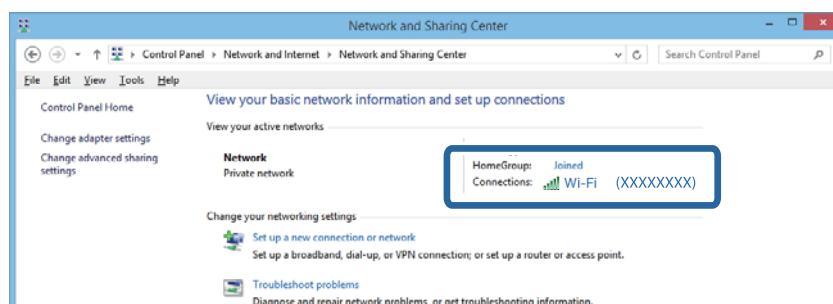 Network and Sharing Center
Control Panel Network and Internet Network and Sharing Center Search Control Panel
File Edit View Tools Help
Control Panel Home
Change adapter settings
Change advanced sharing
settings
View your basic network information and set up connections
View your active networks
Network
Private network
HomeGroup: Joined
Connections: Wi-Fi (XXXXXXXX)
Change your networking settings
Set up a new connection or network
Set up a broadband, dial-up, or VPN connection; or set up a router or access point.
Troubleshoot problems
Diagnose and repair network problems, or get troubleshooting information.